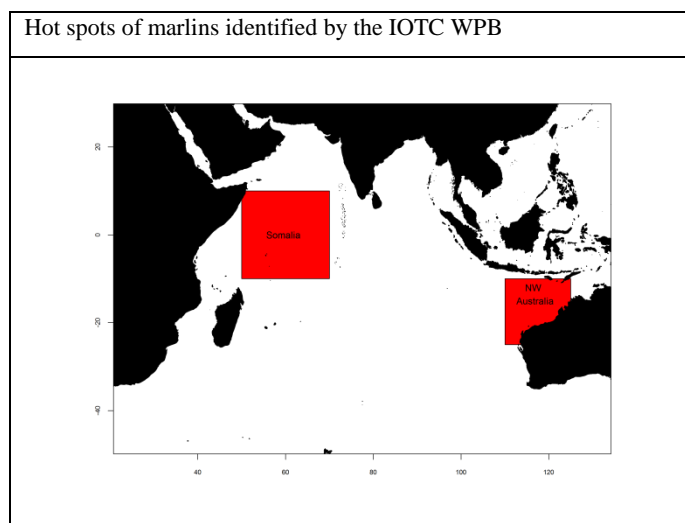 Hot spots of marlins identified by the IOTC WPB
20
0
-20
-40
Somalia
NW
Australia
40
60
80
100
120